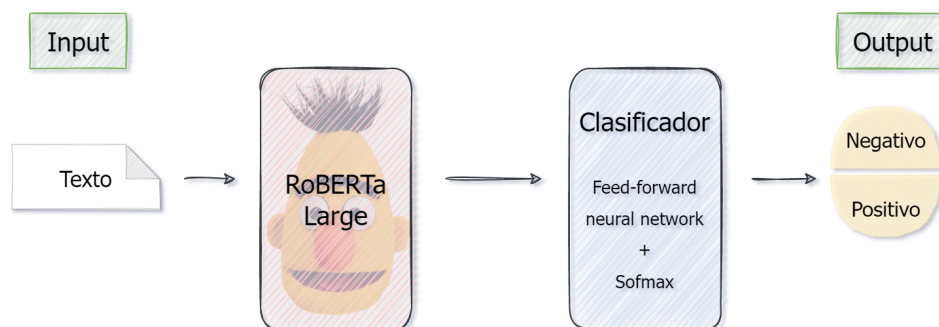 Input
Output
Texto
RoBERTa
Large
Clasificador
Feed-forward
neural network
+
Sofmax
Negativo
Positivo